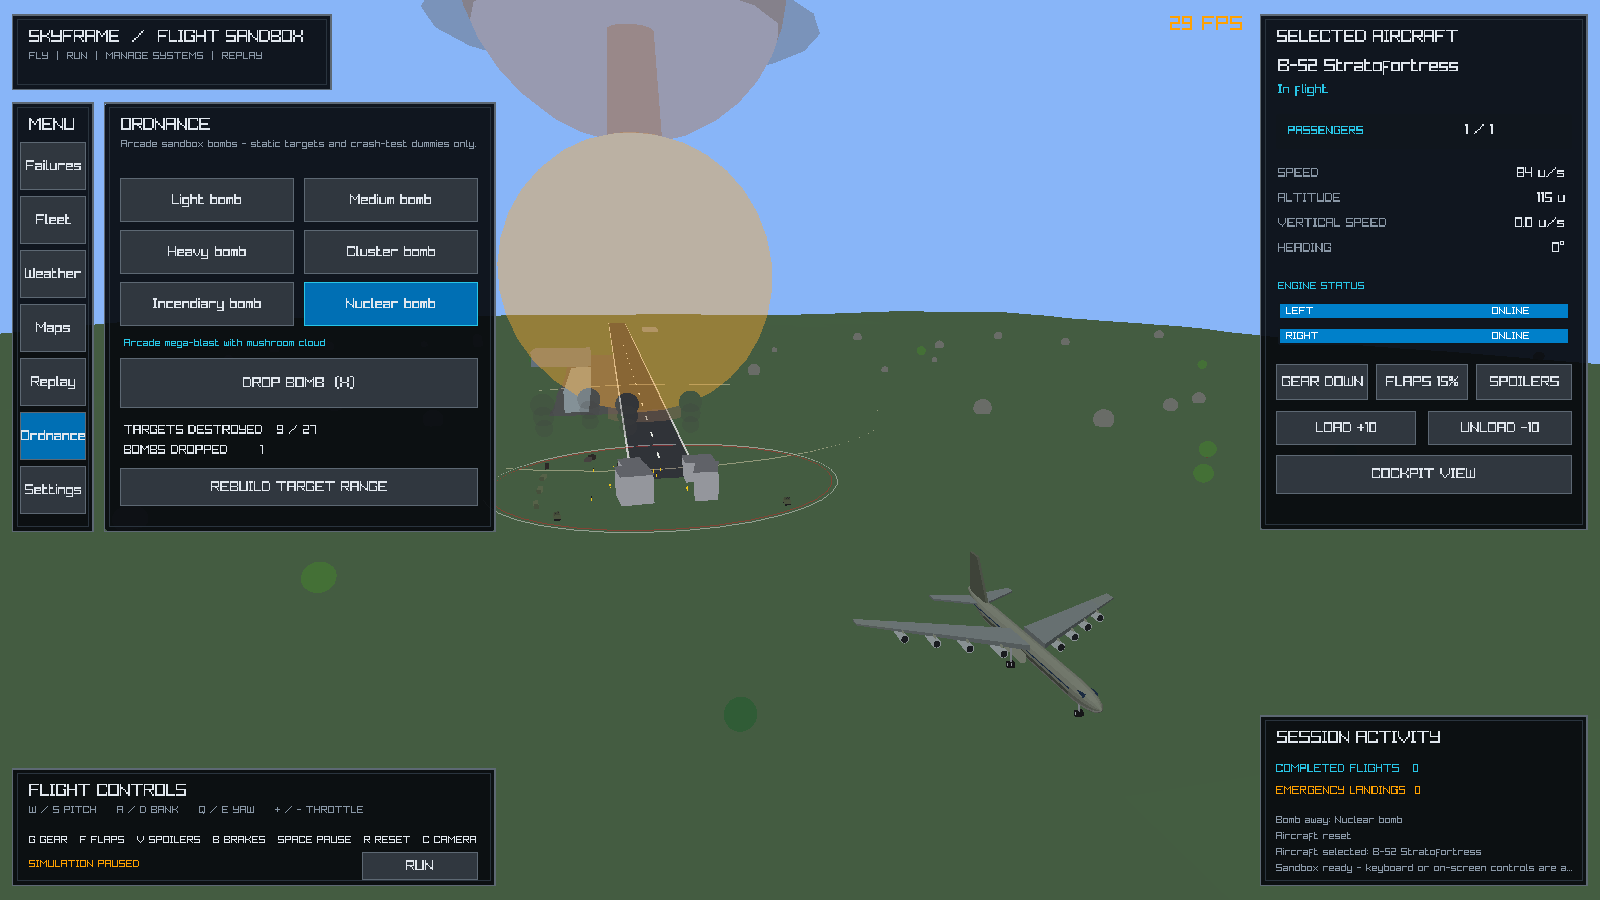 SKYFRAME / FLIGHT SANDBOX
FLY | RUN | MANAGE SYSTEMS | REPLAY
29 FPS
MENU
Failures
Fleet
Weather
Maps
Replay
Ordnance
Settings
ORDNANCE
Arcade sandbox bombs - static targets and crash-test dummies only.
Light bomb
Medium bomb
Heavy bomb
Cluster bomb
Incendiary bomb
Nuclear bomb
Arcade mega-blast with mushroom cloud
DROP BOMB (X)
TARGETS DESTROYED 9 / 27
BOMBS DROPPED 1
REBUILD TARGET RANGE
SELECTED AIRCRAFT
B-52 Stratofortress
In flight
PASSENGERS 1 / 1
SPEED 84 u/s
ALTITUDE 115 u
VERTICAL SPEED 0.0 u/s
HEADING 0°
ENGINE STATUS
LEFT ONLINE
RIGHT ONLINE
GEAR DOWN
FLAPS 15%
SPOILERS
LOAD +10
UNLOAD -10
COCKPIT VIEW
FLIGHT CONTROLS
W / S PITCH A / D BANK Q / E YAW + / - THROTTLE
G GEAR F FLAPS V SPOILERS B BRAKES SPACE PAUSE R RESET C CAMERA
SIMULATION PAUSED
RUN
SESSION ACTIVITY
COMPLETED FLIGHTS 0
EMERGENCY LANDINGS 0
Bomb away: Nuclear bomb
Aircraft reset
Aircraft selected: B-52 Stratofortress
Sandbox ready - keyboard or on-screen controls are a...